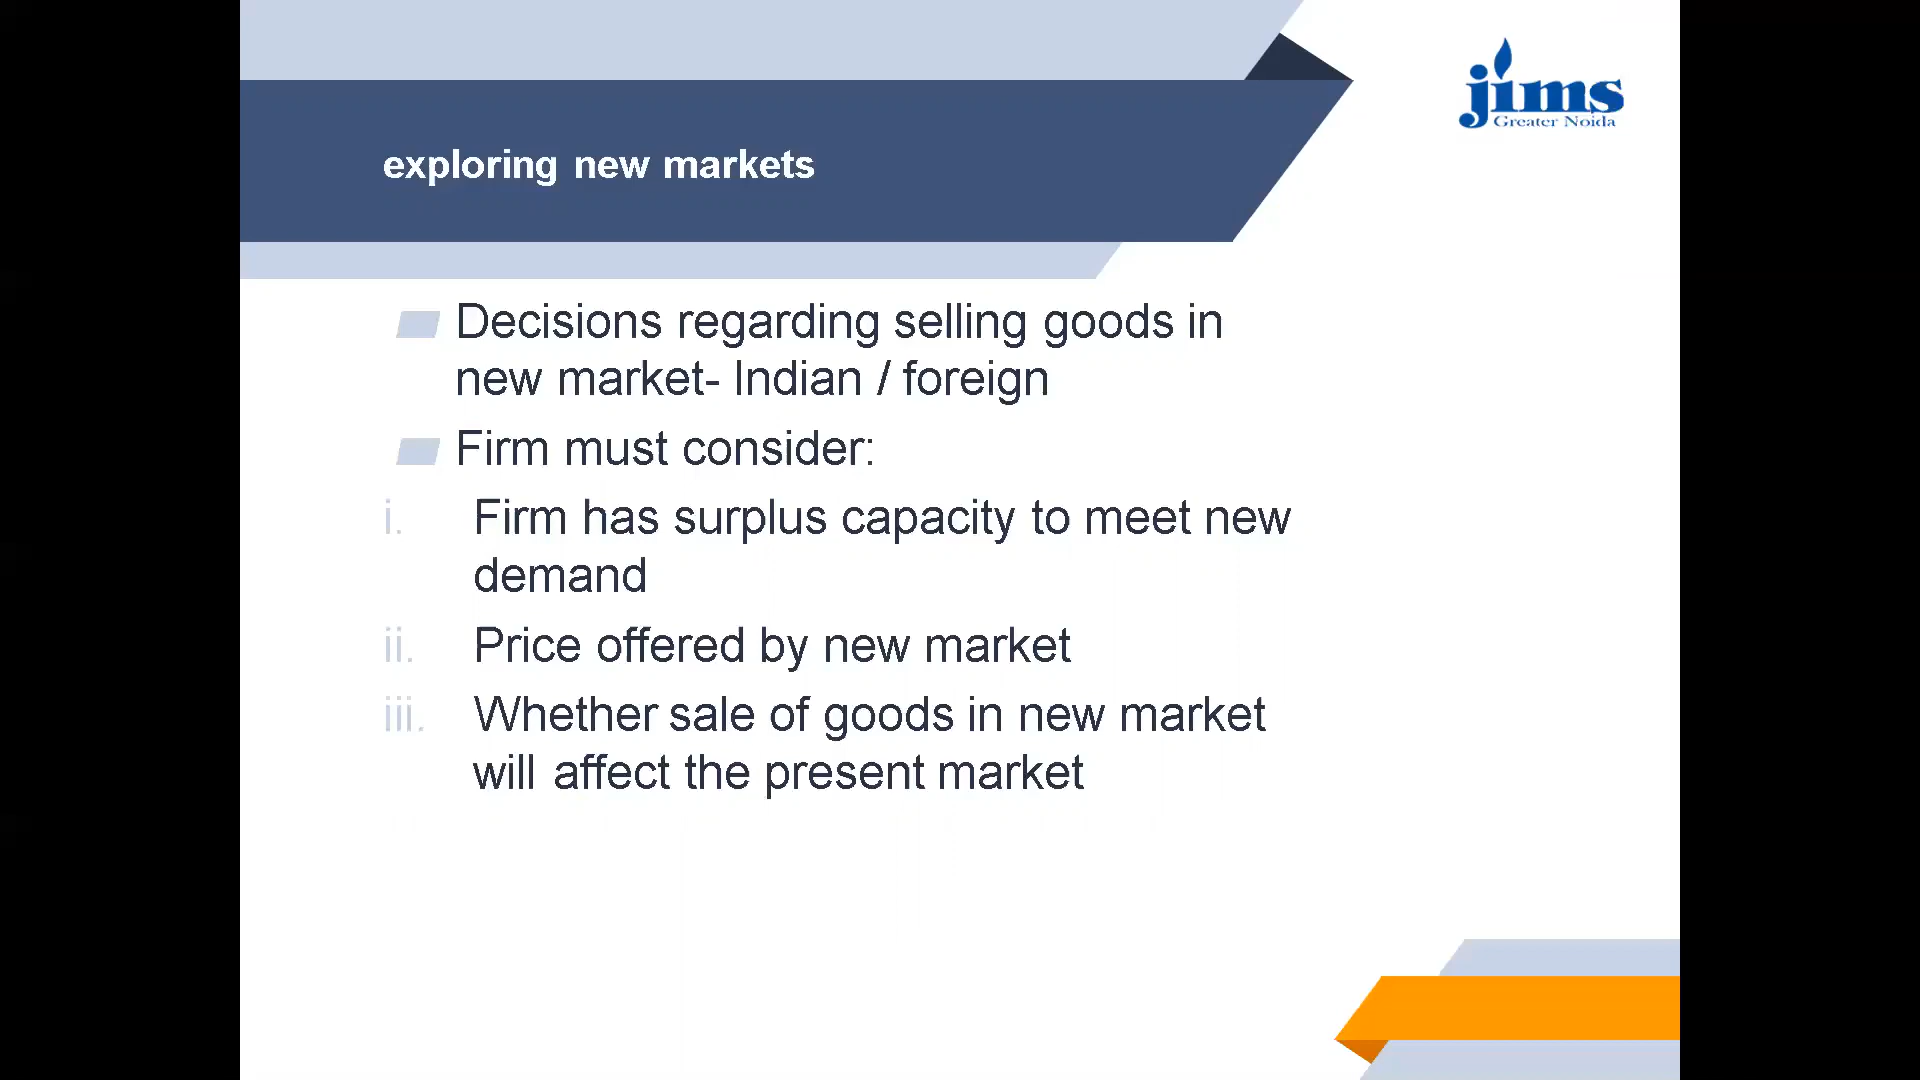 jims
Greater Noida
exploring new markets
Decisions regarding selling goods in
new market- Indian / foreign
Firm must consider:
i. Firm has surplus capacity to meet new
demand
ii. Price offered by new market
iii. Whether sale of goods in new market
will affect the present market